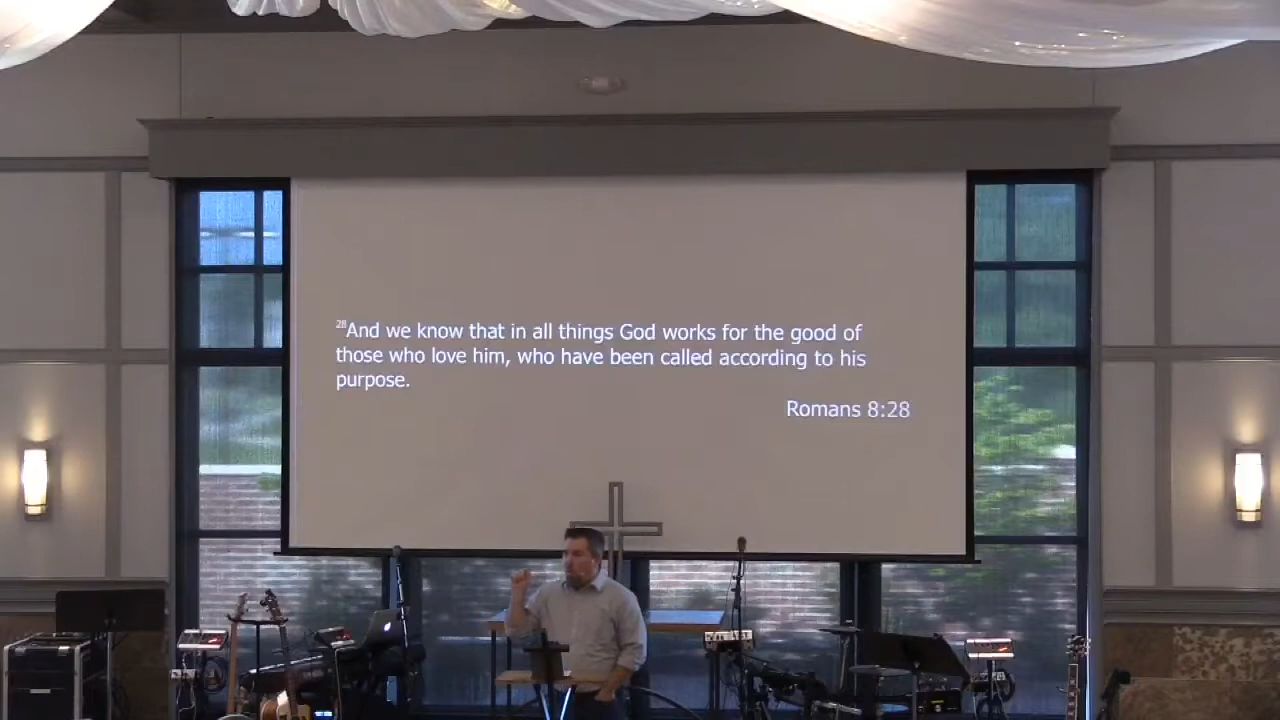 28And we know that in all things God works for the good of
those who love him, who have been called according to his
purpose.
Romans 8:28